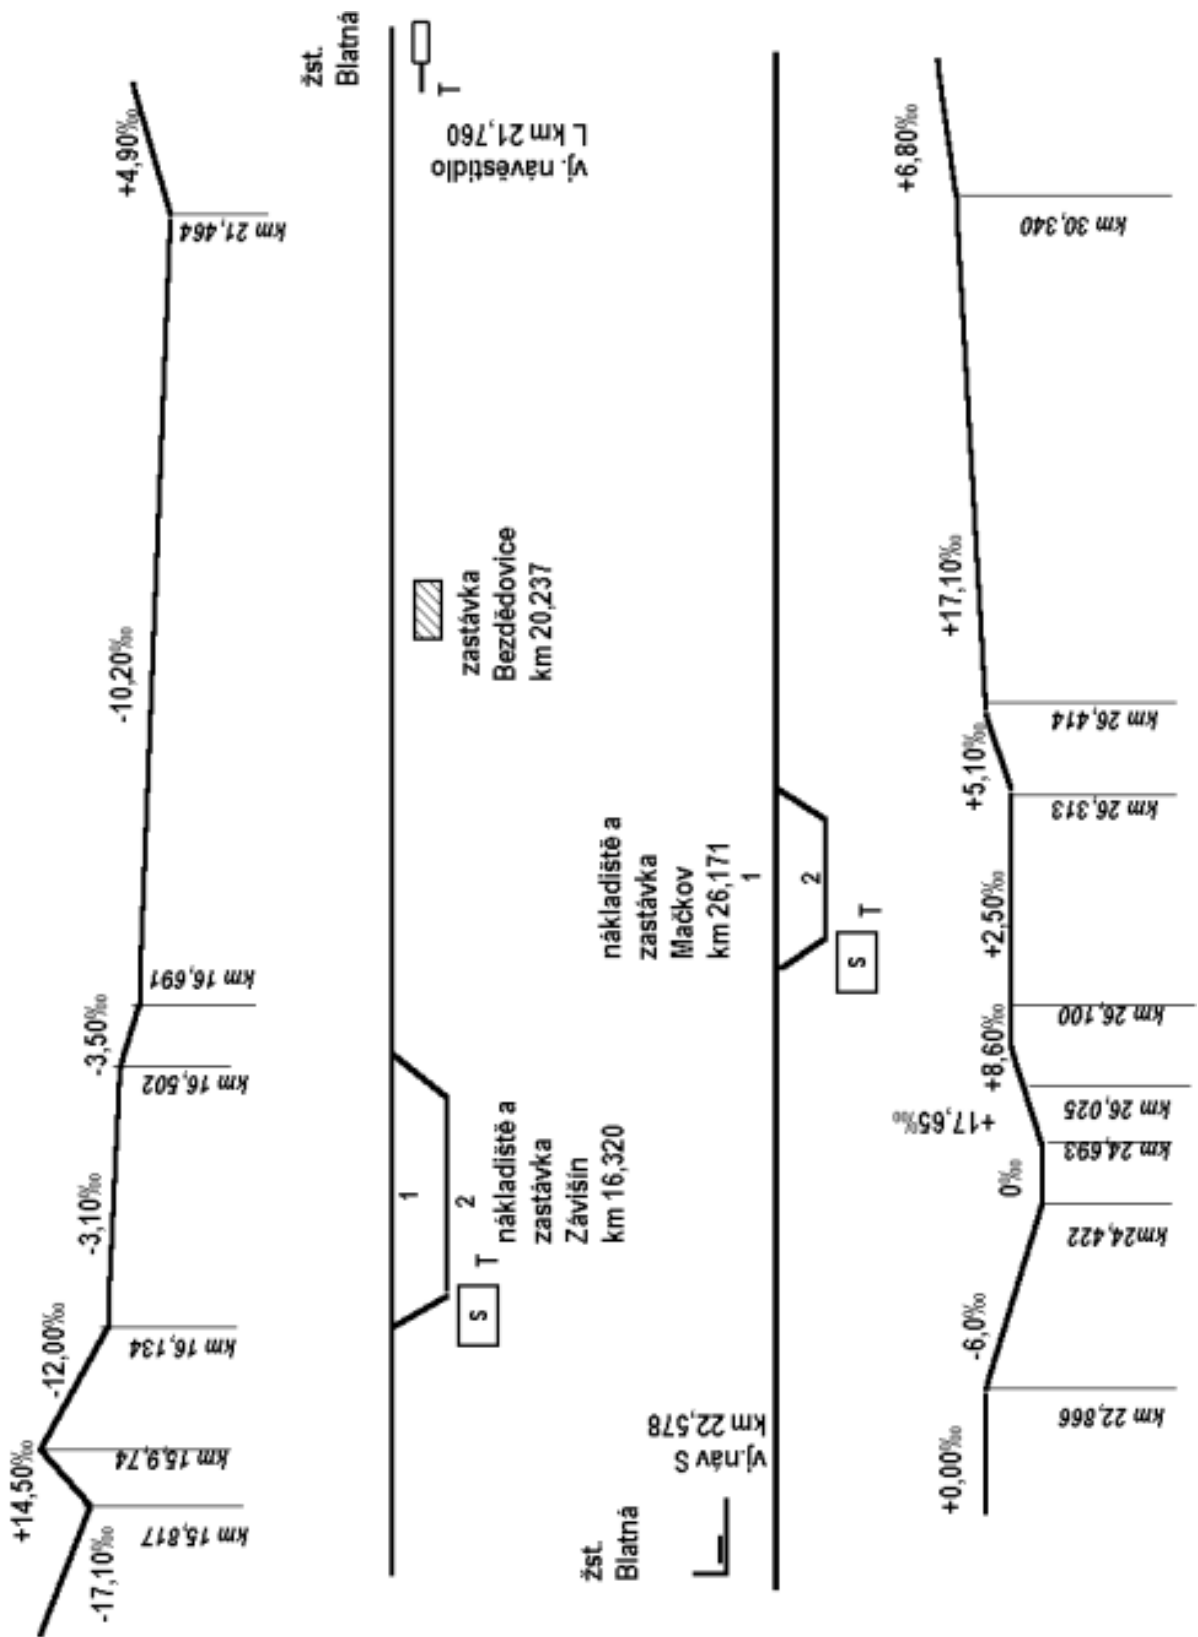 -17,10‰
km 15,817
+14,50‰
km 15,9,74
-12,00‰
km 16,134
-3,10‰
km 16,502
-3,50‰
km 16,691
-10,20‰
km 21,464
+4,90‰
S
T
1
2
nákladiště a
zastávka
Závišín
km 16,320
zastávka
Bezdědovice
km 20,237
žst.
Blatná
T
vj. návěstidlo
L km 21,760
žst.
Blatná
vj.náv S
km 22,578
nákladiště a
zastávka
Mačkov
km 26,171
1
2
S
T
+0,00‰
km 22,866
-6,0‰
km24,422
0‰
km 24,693
+17,65‰
km 26,025
+8,60‰
km 26,100
+2,50‰
km 26,313
+5,10‰
km 26,414
+17,10‰
km 30,340
+6,80‰